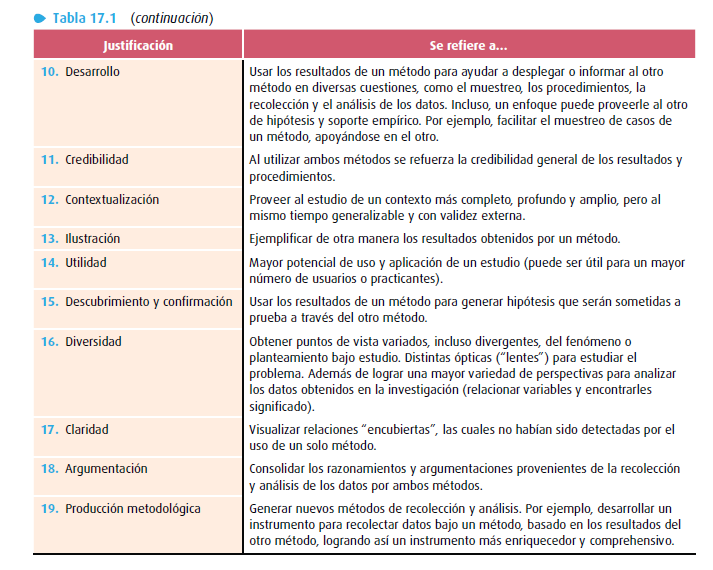 Tabla 17.1 (continuación)
Justificación
Se refiere a...
10. Desarrollo
Usar los resultados de un método para ayudar a desplegar o informar al otro
método en diversas cuestiones, como el muestreo, los procedimientos, la
recolección y el análisis de los datos. Incluso, un enfoque puede proveerle al otro
de hipótesis y soporte empírico. Por ejemplo, facilitar el muestreo de casos de
un método, apoyándose en el otro.
11. Credibilidad
Al utilizar ambos métodos se refuerza la credibilidad general de los resultados y
procedimientos.
12. Contextualización
Proveer al estudio de un contexto más completo, profundo y amplio, pero al
mismo tiempo generalizable y con validez externa.
13. Ilustración
Ejemplificar de otra manera los resultados obtenidos por un método.
14. Utilidad
Mayor potencial de uso y aplicación de un estudio (puede ser útil para un mayor
número de usuarios o practicantes).
15. Descubrimiento y confirmación
Usar los resultados de un método para generar hipótesis que serán sometidas a
prueba a través del otro método.
16. Diversidad
Obtener puntos de vista variados, incluso divergentes, del fenómeno o
planteamiento bajo estudio. Distintas ópticas (“lentes”) para estudiar el
problema. Además de lograr una mayor variedad de perspectivas para analizar
los datos obtenidos en la investigación (relacionar variables y encontrarles
significado).
17. Claridad
Visualizar relaciones “encubiertas”, las cuales no habían sido detectadas por el
uso de un solo método.
18. Argumentación
Consolidar los razonamientos y argumentaciones provenientes de la recolección
y análisis de los datos por ambos métodos.
19. Producción metodológica
Generar nuevos métodos de recolección y análisis. Por ejemplo, desarrollar un
instrumento para recolectar datos bajo un método, basado en los resultados del
otro método, logrando así un instrumento más enriquecedor y comprehensivo.